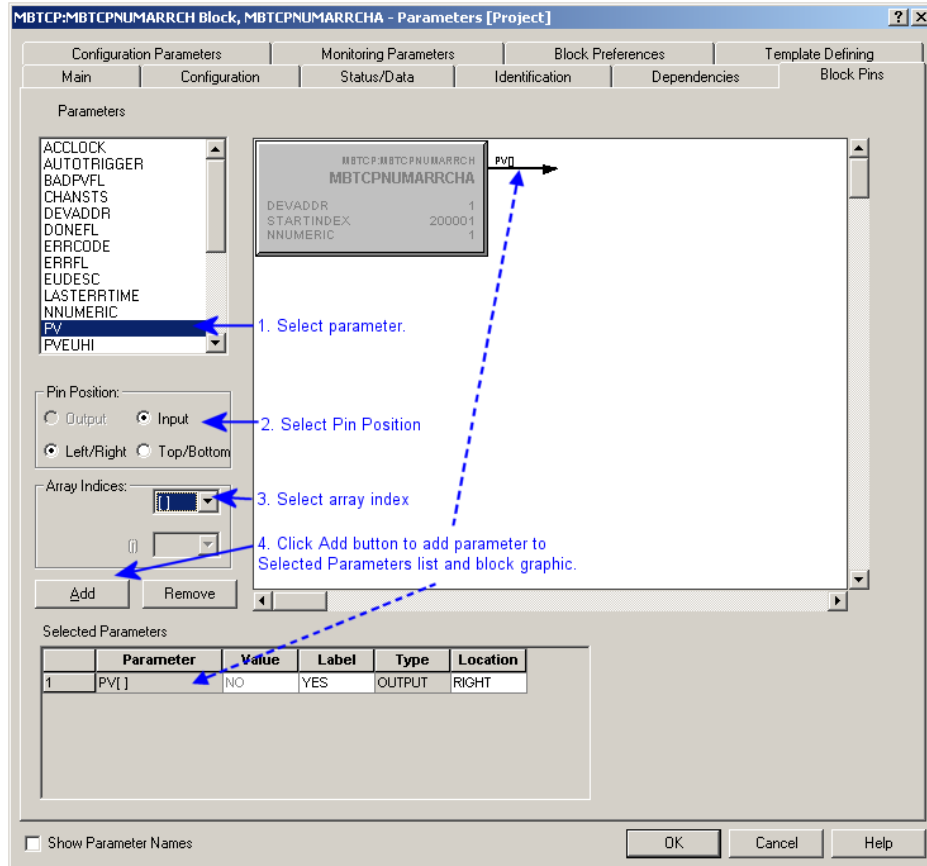 MBTCP:MBTCPNUMARRCH Block, MBTCPNUMARRCHA - Parameters [Project]
Configuration Parameters
Monitoring Parameters
Block Preferences
Template Defining
Main
Configuration
Status/Data
Identification
Dependencies
Block Pins
Parameters
ACCLOCK
AUTOTRIGGER
BADPVFL
CHANSTS
DEVADDR
DONEFL
ERRCODE
ERRFL
EUDESC
LASTERRTIME
NNUMERIC
PV
PVEUHI
MBTCP:MBTCPNUMARRCH
MBTCPNUMARRCHA
DEVADDR 1
STARTINDEX 200001
NNUMERIC 1
PV[]
1. Select parameter.
Pin Position:
Output
Input
Left/Right
Top/Bottom
2. Select Pin Position
Array Indices:
[ ]
3. Select array index
4. Click Add button to add parameter to
Selected Parameters list and block graphic.
Add
Remove
Selected Parameters
Parameter Value Label Type Location
1 PV[ ] NO YES OUTPUT RIGHT
Show Parameter Names
OK
Cancel
Help